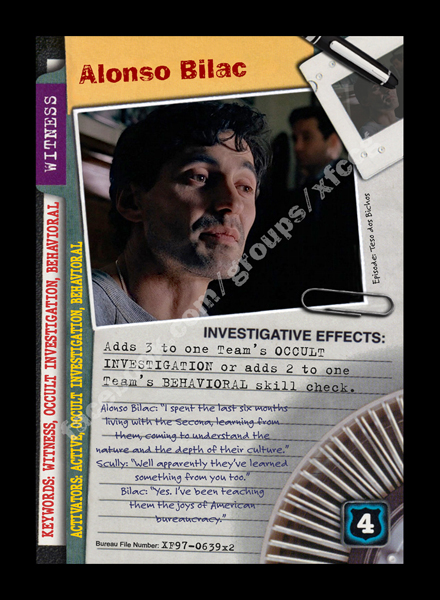 Alonso Bilac
WITNESS
KEYWORDS: WITNESS, OCCULT INVESTIGATION, BEHAVIORAL
ACTIVATORS: ACTIVE, OCCULT INVESTIGATION, BEHAVIORAL
Episode: Teso dos Bichos
INVESTIGATIVE EFFECTS:
Adds 3 to one Team's OCCULT
INVESTIGATION or adds 2 to one
Team's BEHAVIORAL skill check.
Alonso Bilac: "I spent the last six months
living with the Secona, learning from
them, coming to understand the
nature and the depth of their culture."
Scully: "Well apparently they've learned
something from you too."
Bilac: "Yes. I've been teaching
them the joys of American
bureaucracy."
4
Bureau File Number: XF97-0639x2
.com/groups/xfccg